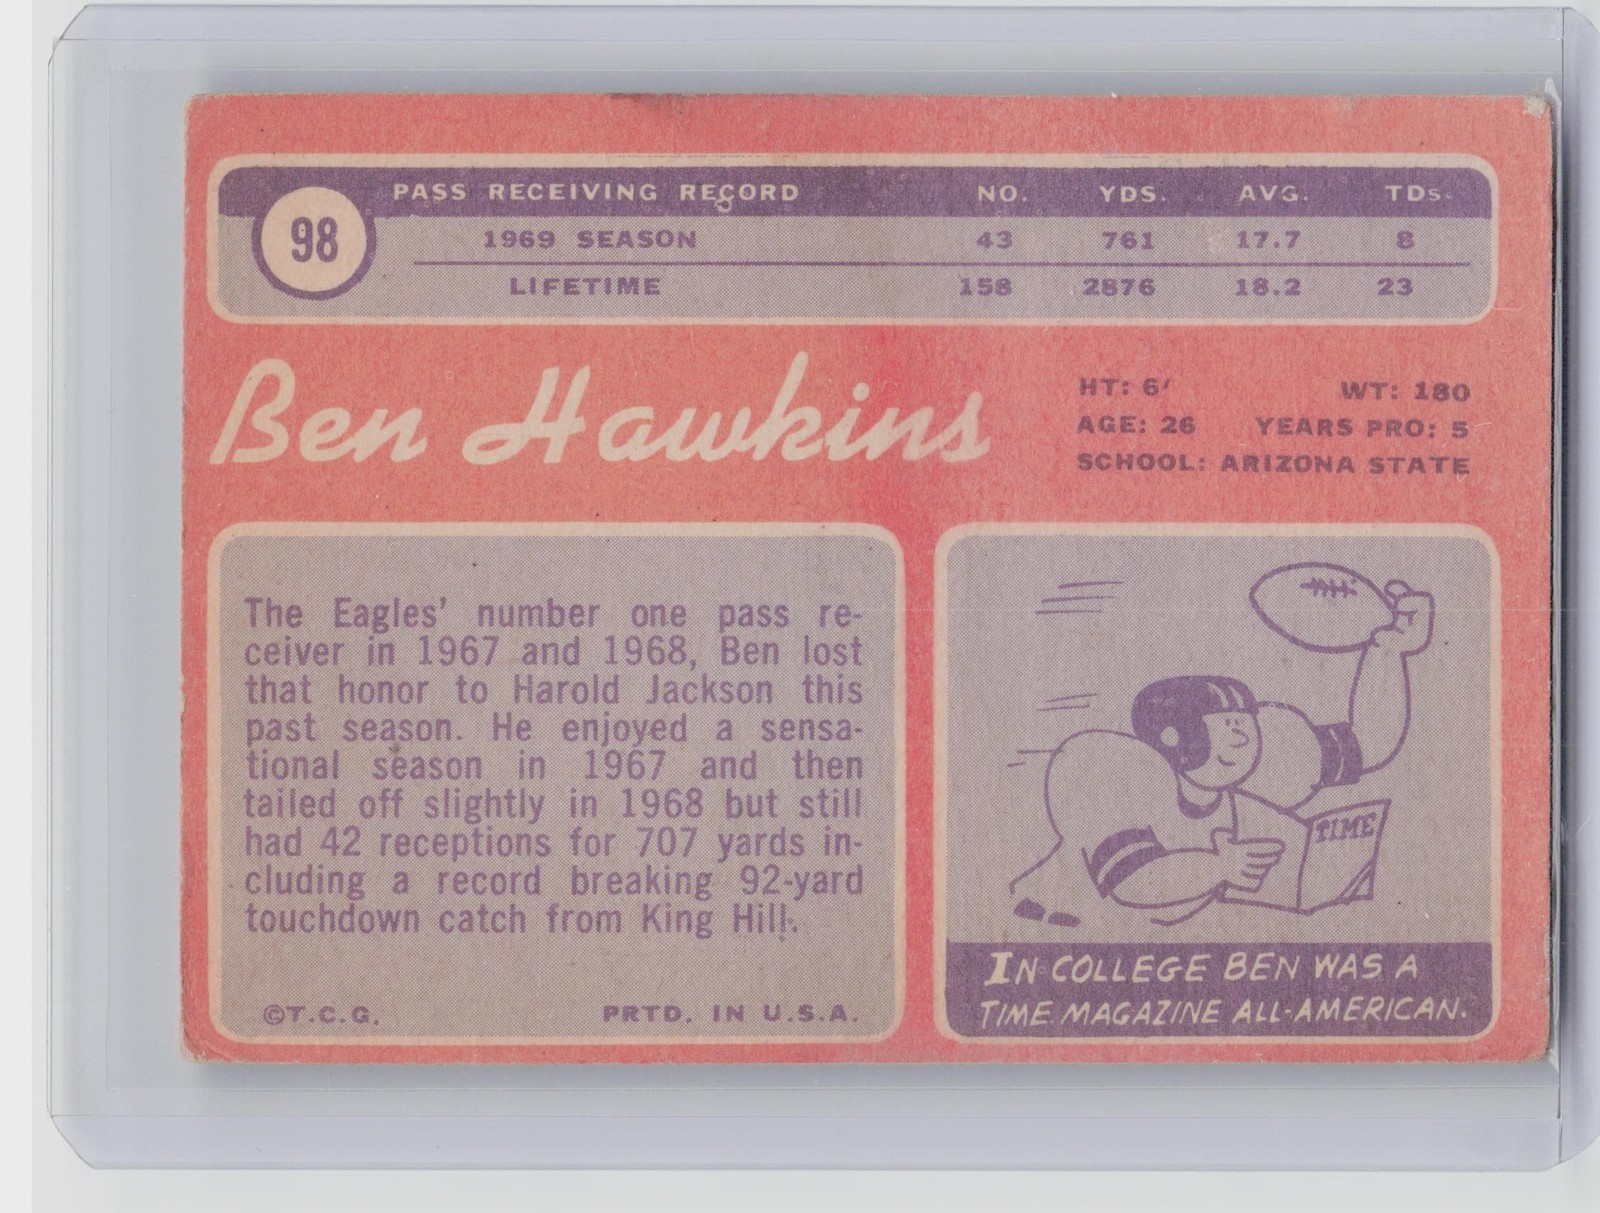 PASS RECEIVING RECORD NO. YDS. AVG. TDs.
98
1969 SEASON 43 761 17.7 8
LIFETIME 158 2876 18.2 23
Ben Hawkins
HT: 6' WT: 180
AGE: 26 YEARS PRO: 5
SCHOOL: ARIZONA STATE
The Eagles' number one pass re-
ceiver in 1967 and 1968, Ben lost
that honor to Harold Jackson this
past season. He enjoyed a sensa-
tional season in 1967 and then
tailed off slightly in 1968 but still
had 42 receptions for 707 yards in-
cluding a record breaking 92-yard
touchdown catch from King Hill.
©T.C.G. PRTD. IN U.S.A.
TIME
IN COLLEGE BEN WAS A
TIME MAGAZINE ALL-AMERICAN.